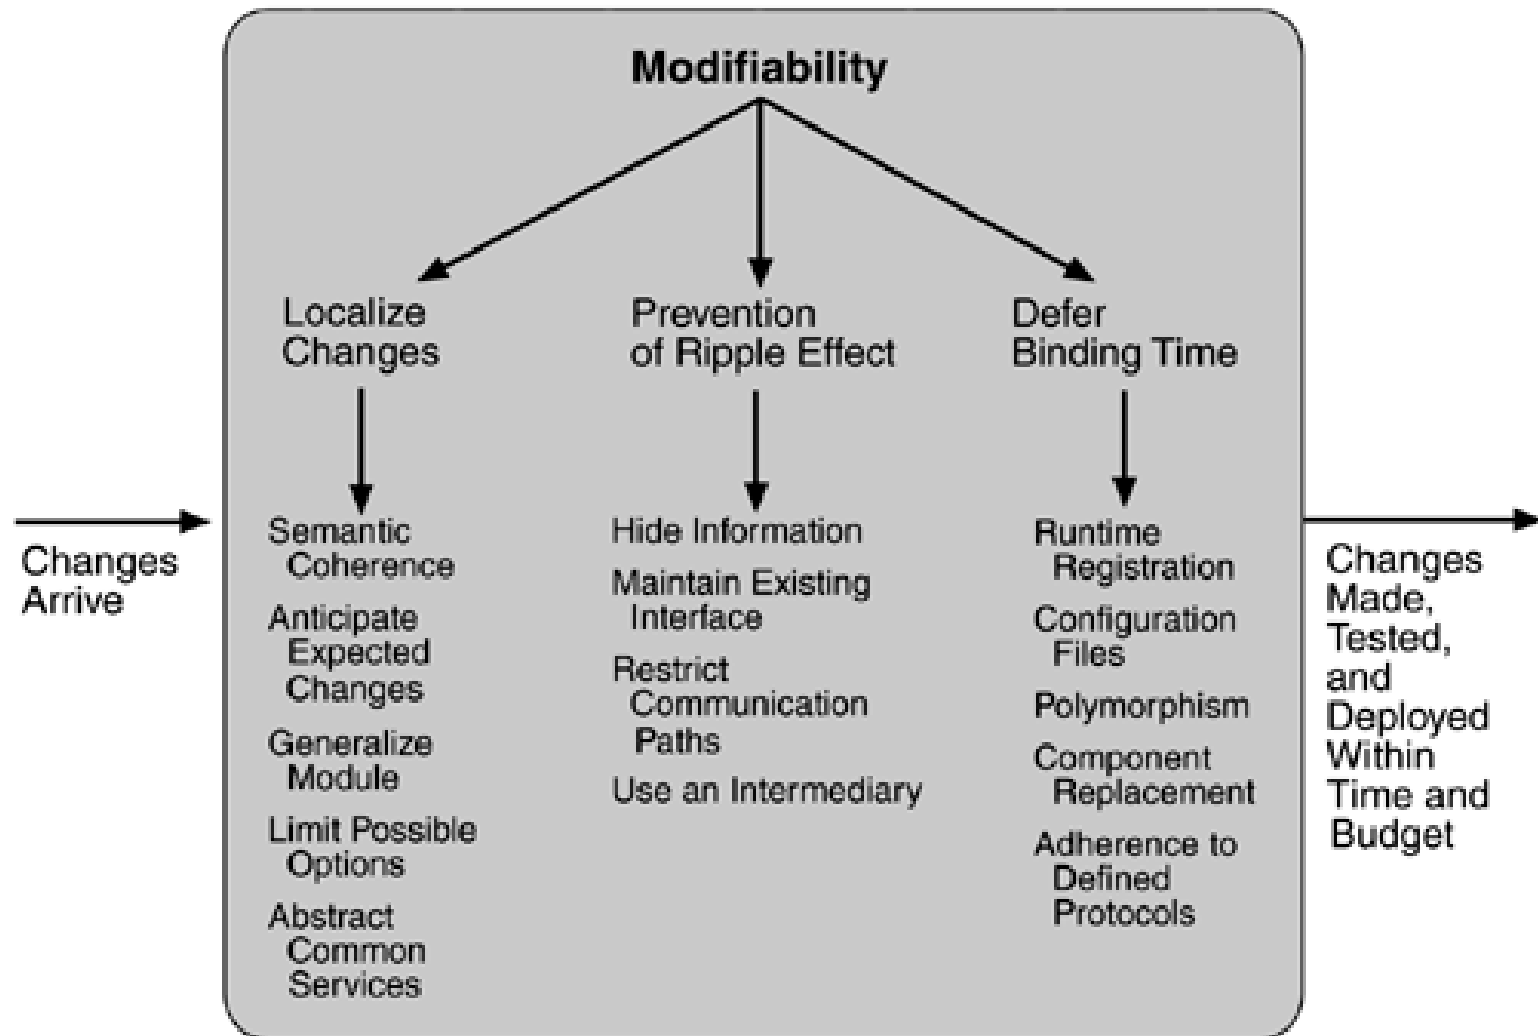 Modifiability
Localize
Changes
Prevention
of Ripple Effect
Defer
Binding Time
Changes
Arrive
Semantic
Coherence
Anticipate
Expected
Changes
Generalize
Module
Limit Possible
Options
Abstract
Common
Services
Hide Information
Maintain Existing
Interface
Restrict
Communication
Paths
Use an Intermediary
Runtime
Registration
Configuration
Files
Polymorphism
Component
Replacement
Adherence to
Defined
Protocols
Changes
Made,
Tested,
and
Deployed
Within
Time and
Budget